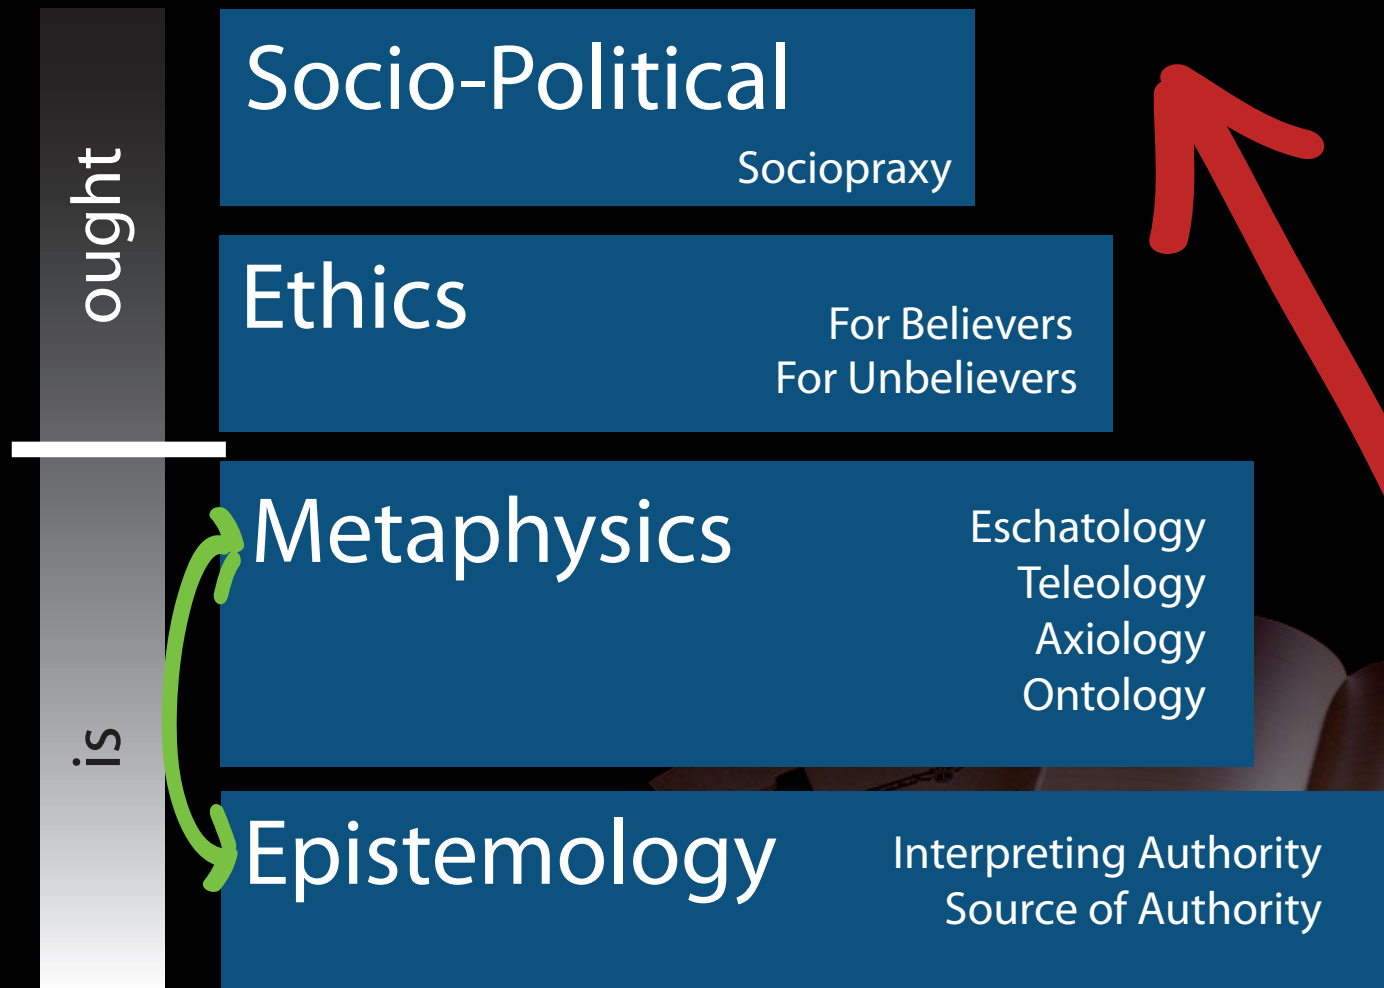 ought
Socio-Political
Sociopraxy
Ethics
For Believers
For Unbelievers
is
Metaphysics
Eschatology
Teleology
Axiology
Ontology
Epistemology
Interpreting Authority
Source of Authority